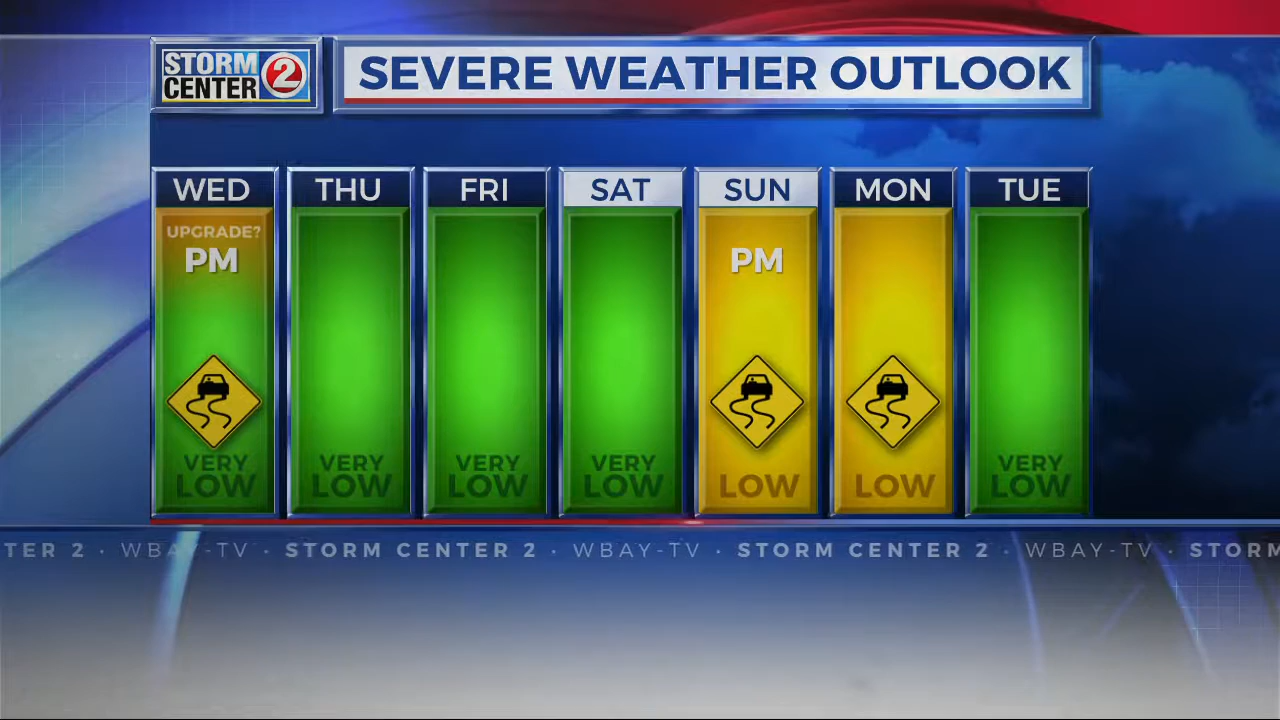 STORM CENTER 2
SEVERE WEATHER OUTLOOK
WED THU FRI SAT SUN MON TUE
UPGRADE?
PM PM
VERY LOW VERY LOW VERY LOW VERY LOW LOW LOW VERY LOW
TER 2 · WBAY-TV · STORM CENTER 2 · WBAY-TV · STORM CENTER 2 · WBAY-TV · STORM